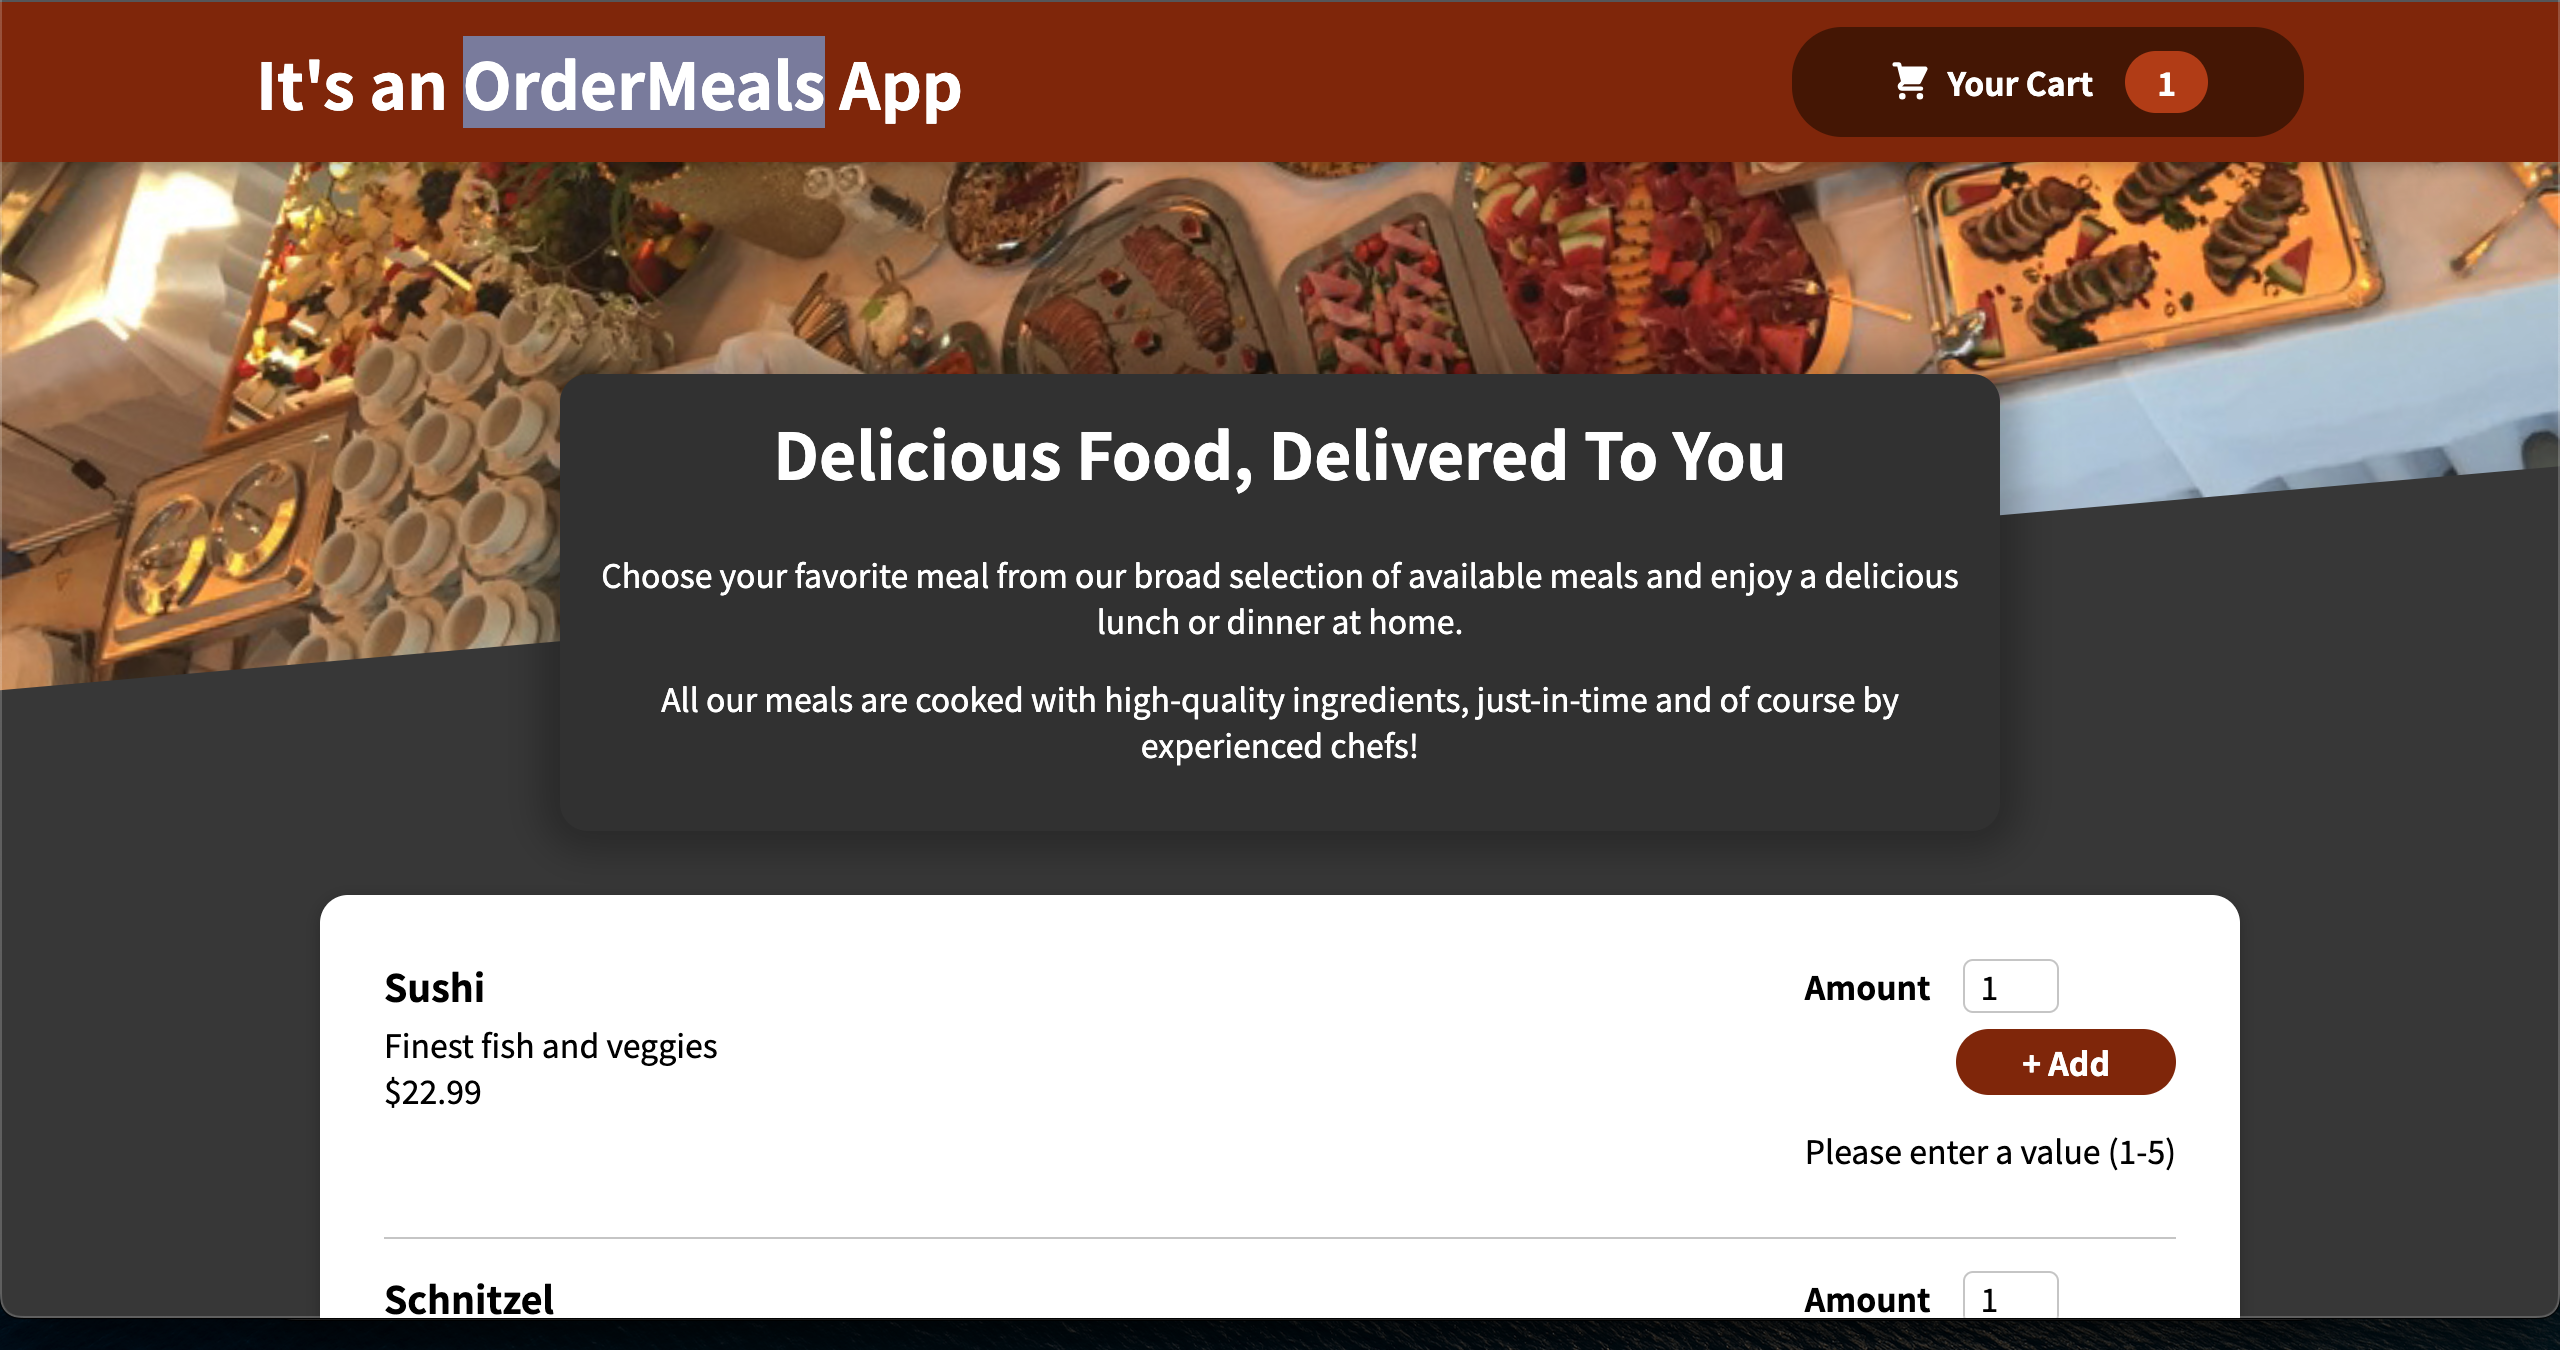 It's an OrderMeals App
Your Cart 1
Delicious Food, Delivered To You
Choose your favorite meal from our broad selection of available meals and enjoy a delicious
lunch or dinner at home.
All our meals are cooked with high-quality ingredients, just-in-time and of course by
experienced chefs!
Sushi
Finest fish and veggies
$22.99
Amount 1
+ Add
Please enter a value (1-5)
Schnitzel
Amount 1